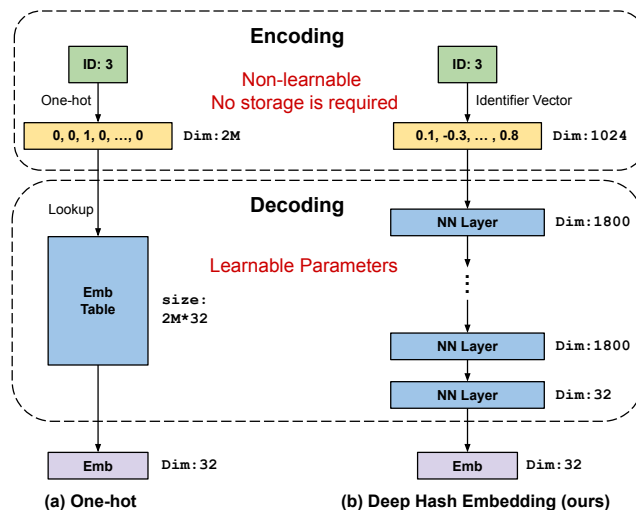 Encoding
ID: 3
ID: 3
Non-learnable
No storage is required
One-hot
Identifier Vector
0, 0, 1, 0, ..., 0
Dim:2M
0.1, -0.3, ... , 0.8
Dim:1024
Decoding
Lookup
NN Layer
Dim:1800
Learnable Parameters
Emb
Table
size:
2M*32
NN Layer
Dim:1800
NN Layer
Dim:32
Emb
Dim:32
Emb
Dim:32
(a) One-hot
(b) Deep Hash Embedding (ours)